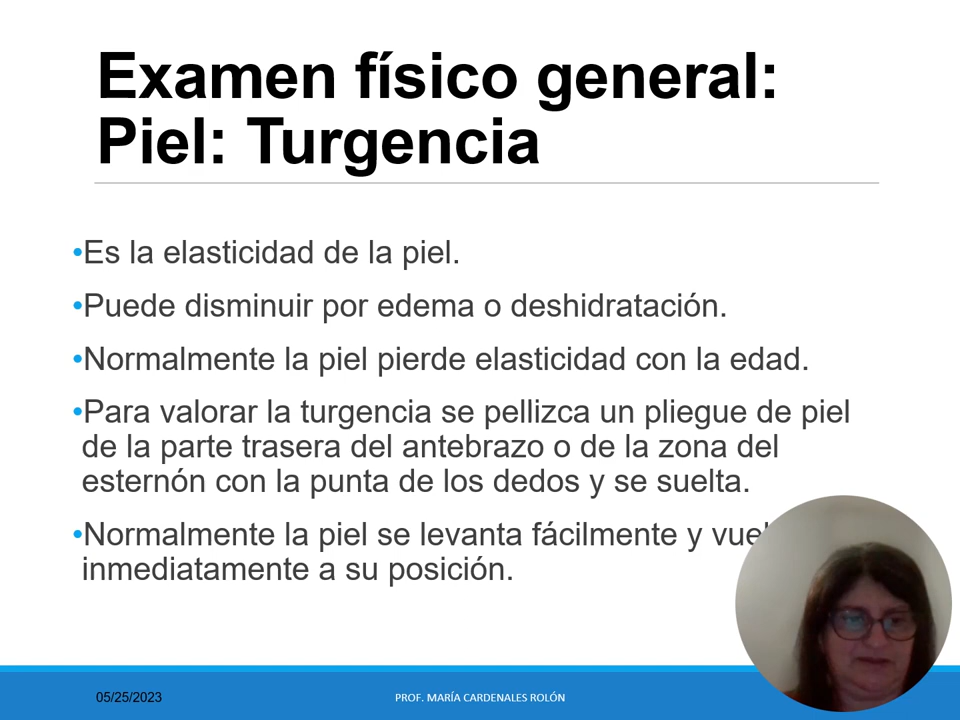 Examen físico general:
Piel: Turgencia
•Es la elasticidad de la piel.
•Puede disminuir por edema o deshidratación.
•Normalmente la piel pierde elasticidad con la edad.
•Para valorar la turgencia se pellizca un pliegue de piel
de la parte trasera del antebrazo o de la zona del
esternón con la punta de los dedos y se suelta.
•Normalmente la piel se levanta fácilmente y
inmediatamente a su posición.
05/25/2023
PROF. MARÍA CARDENALES ROLÓN